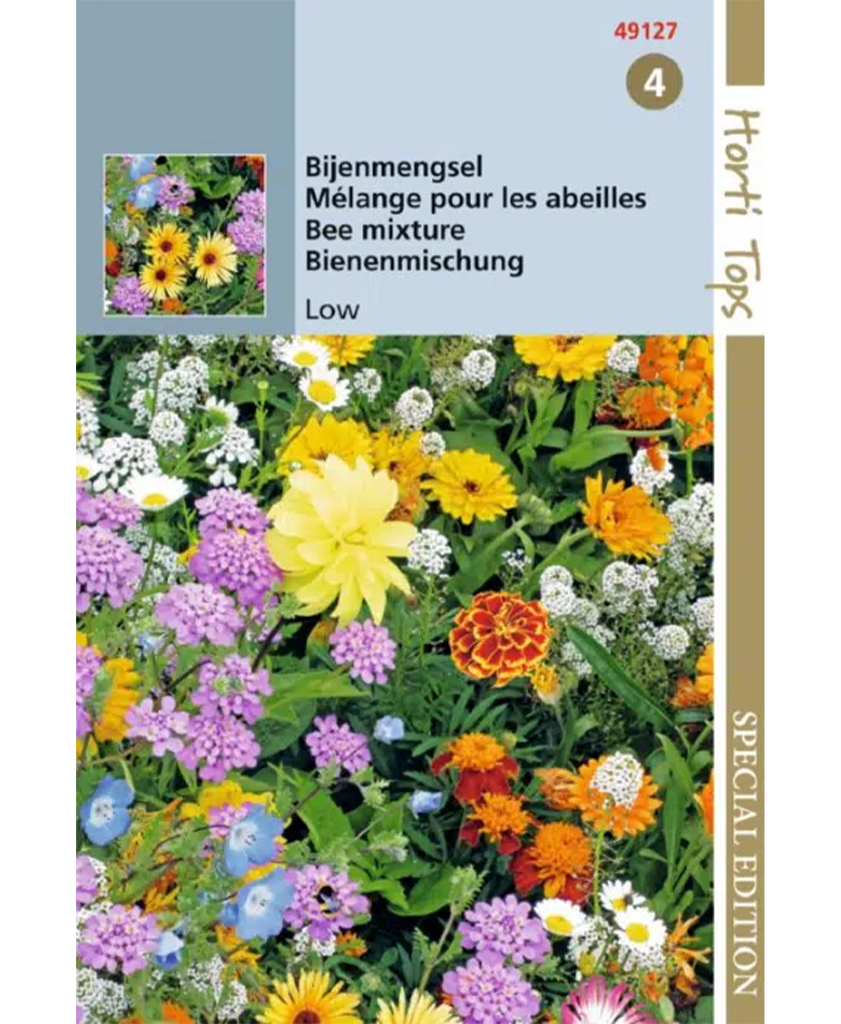 49127
4
Bijenmengsel
Mélange pour les abeilles
Bee mixture
Bienenmischung
Low
Horti Tops
SPECIAL EDITION